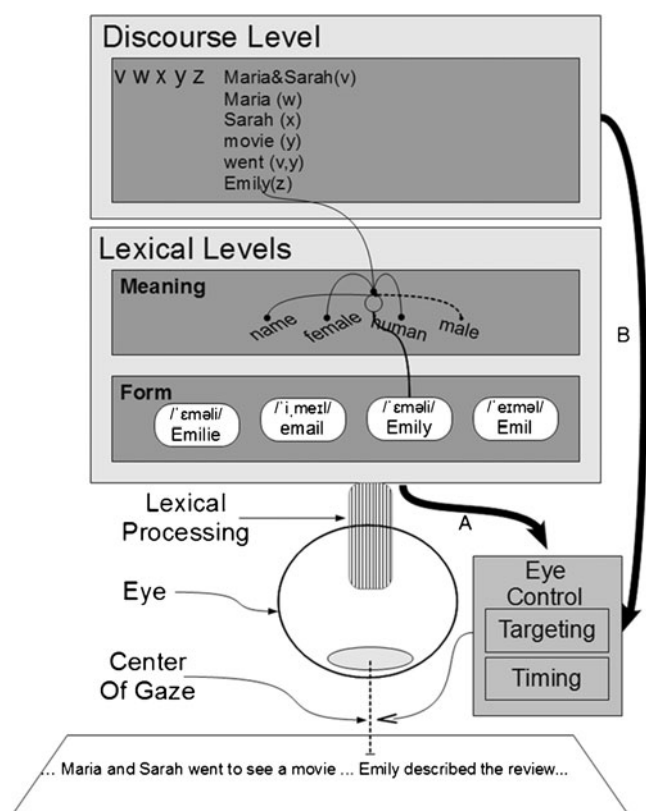 Discourse Level
v w x y z
Maria&Sarah(v)
Maria (w)
Sarah (x)
movie (y)
went (v,y)
Emily(z)
Lexical Levels
Meaning
name
female
human
male
B
Form
/ˈɛməli/
Emilie
/ˈiˌmeɪl/
email
/ˈɛməli/
Emily
/ˈeɪməl/
Emil
Lexical
Processing
A
Eye
Control
Targeting
Timing
Eye
Center
Of Gaze
... Maria and Sarah went to see a movie ... Emily described the review...